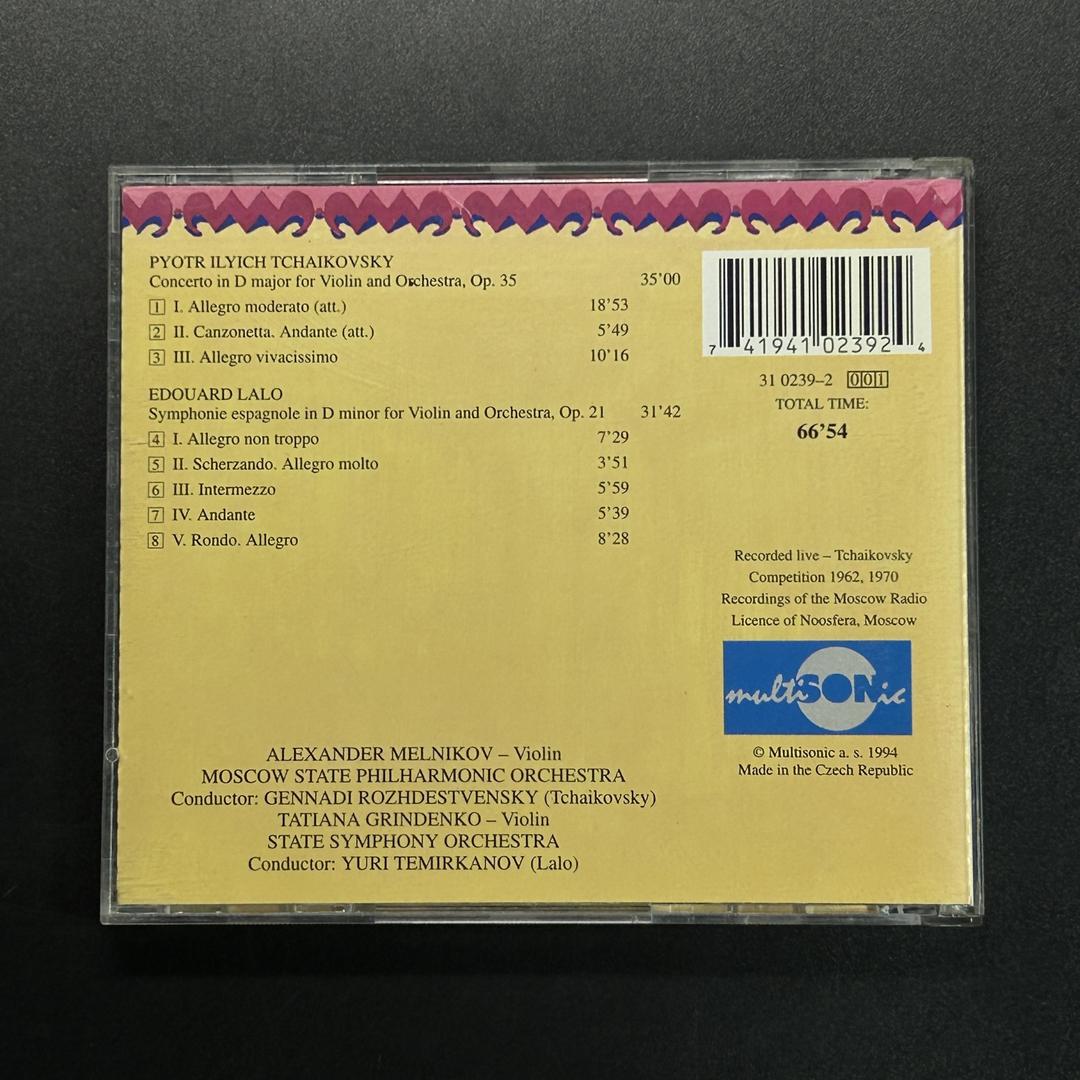 PYOTR ILYICH TCHAIKOVSKY
Concerto in D major for Violin and Orchestra, Op. 35 35’00
1 I. Allegro moderato (att.) 18’53
2 II. Canzonetta. Andante (att.) 5’49
3 III. Allegro vivacissimo 10’16
EDOUARD LALO
Symphonie espagnole in D minor for Violin and Orchestra, Op. 21 31’42
4 I. Allegro non troppo 7’29
5 II. Scherzando. Allegro molto 3’51
6 III. Intermezzo 5’59
7 IV. Andante 5’39
8 V. Rondo. Allegro 8’28
ALEXANDER MELNIKOV – Violin
MOSCOW STATE PHILHARMONIC ORCHESTRA
Conductor: GENNADI ROZHDESTVENSKY (Tchaikovsky)
TATIANA GRINDENKO – Violin
STATE SYMPHONY ORCHESTRA
Conductor: YURI TEMIRKANOV (Lalo)
7 41941 02392 4
31 0239–2 001
TOTAL TIME:
66’54
Recorded live – Tchaikovsky
Competition 1962, 1970
Recordings of the Moscow Radio
Licence of Noosfera, Moscow
multiSONic
© Multisonic a. s. 1994
Made in the Czech Republic